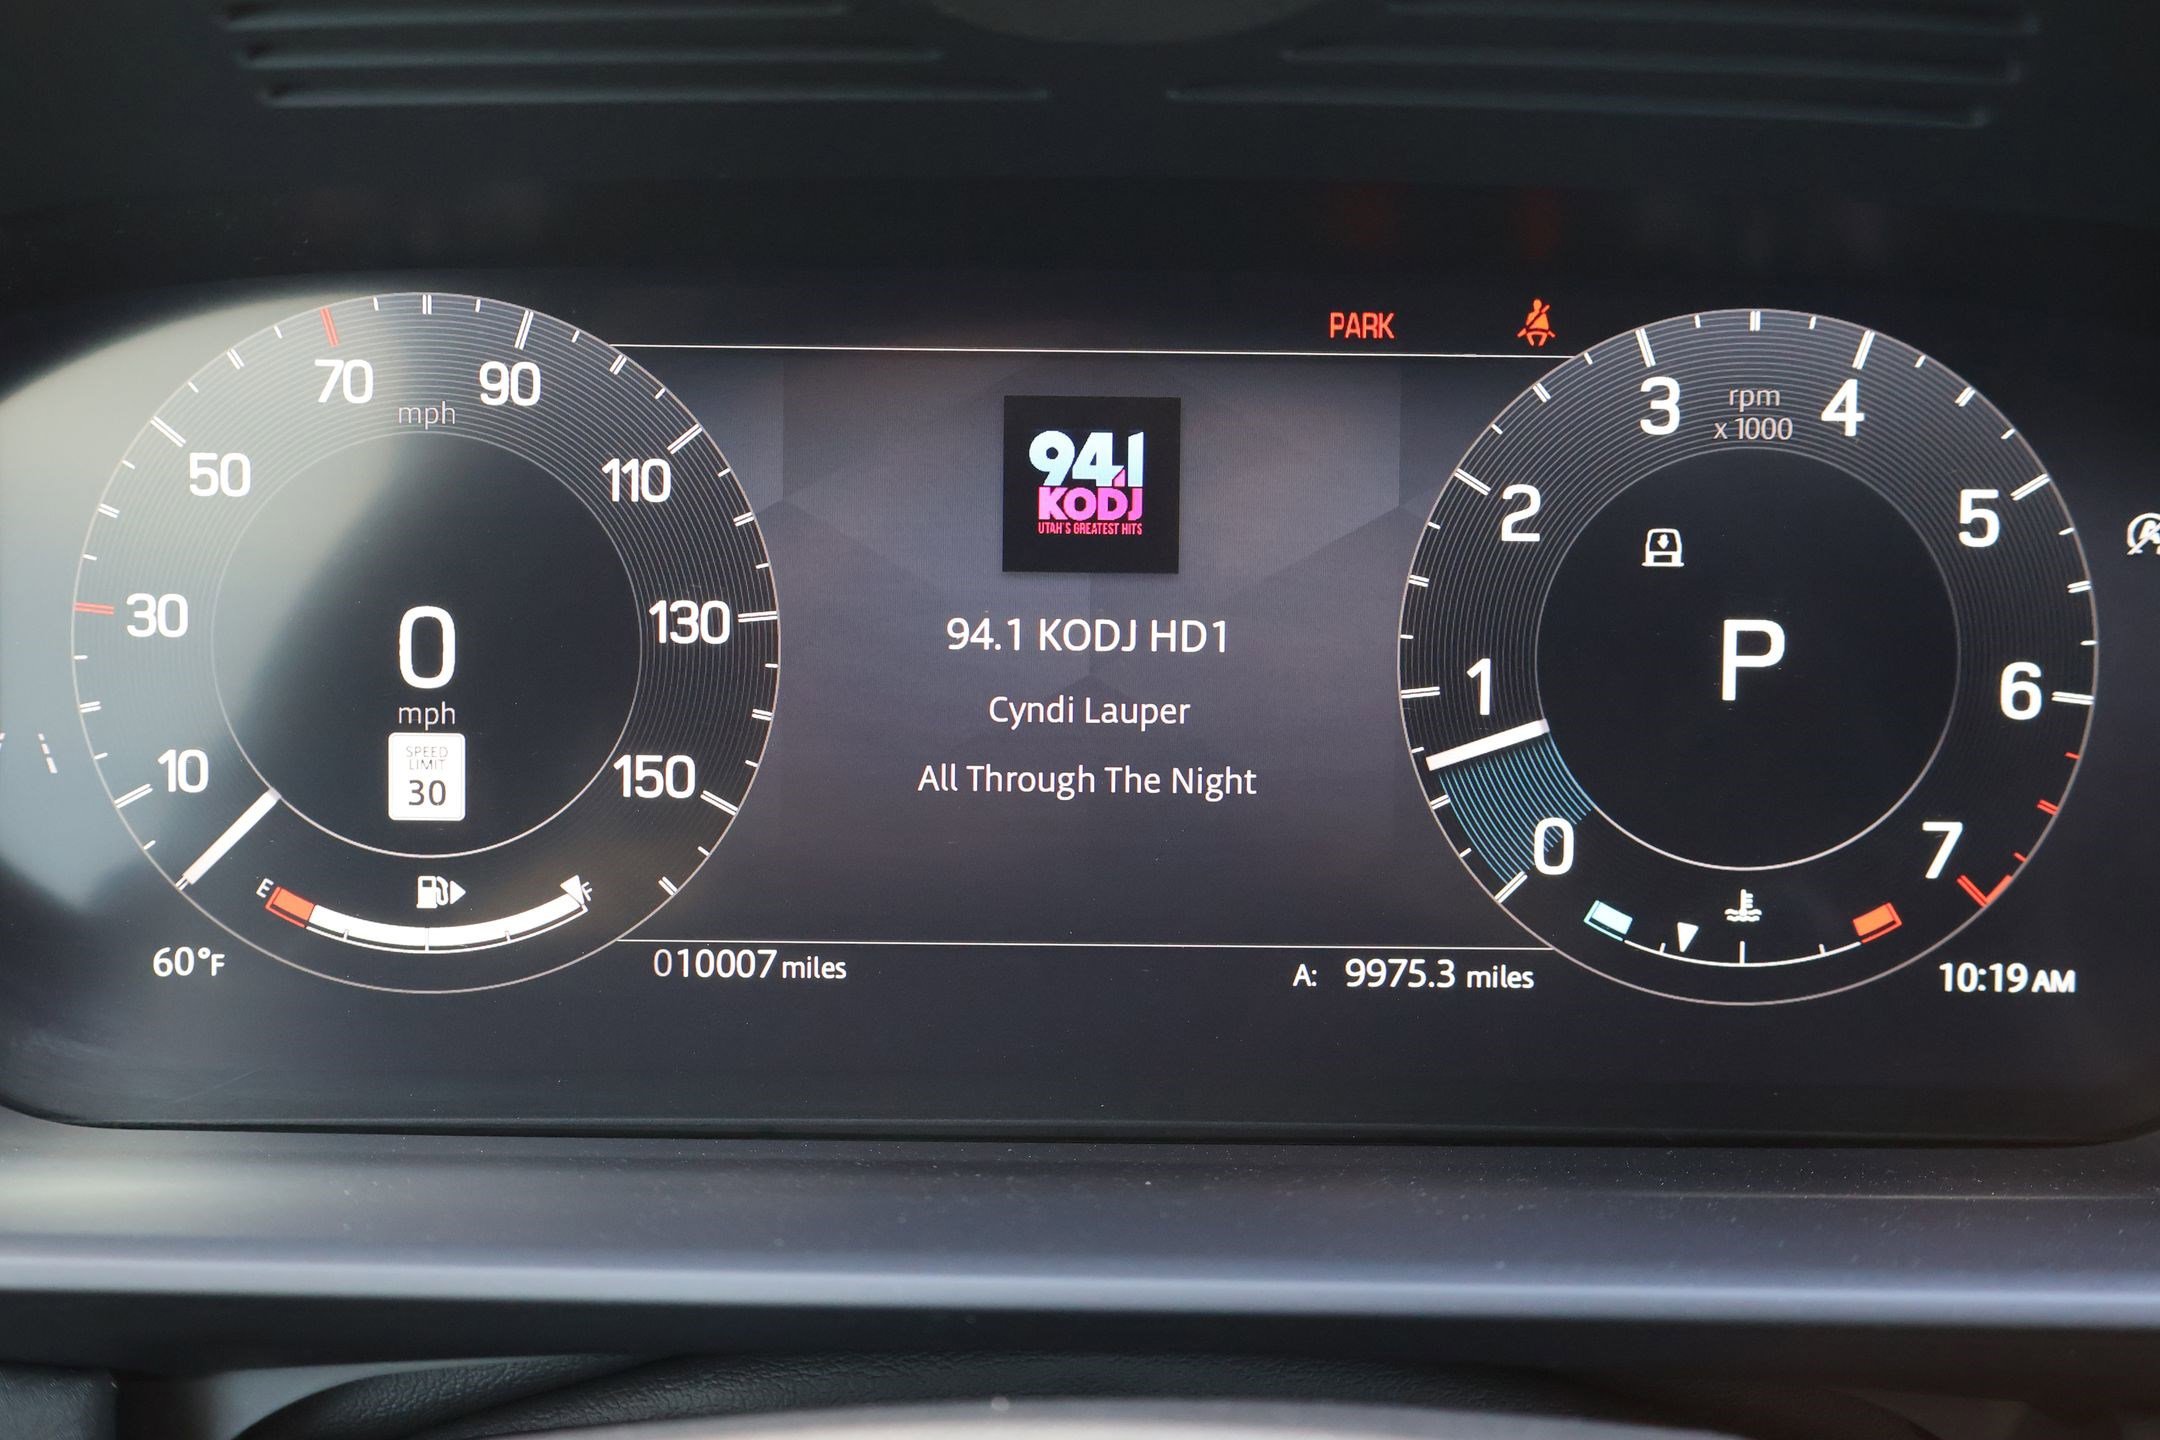 PARK
70
mph
90
50
110
30
130
10
150
0
mph
SPEED
LIMIT
30
E
F
60°F
94.1
KODJ
UTAH'S GREATEST HITS
94.1 KODJ HD1
Cyndi Lauper
All Through The Night
010007 miles
A: 9975.3 miles
3
rpm
x 1000
4
2
5
1
6
0
7
P
10:19 AM